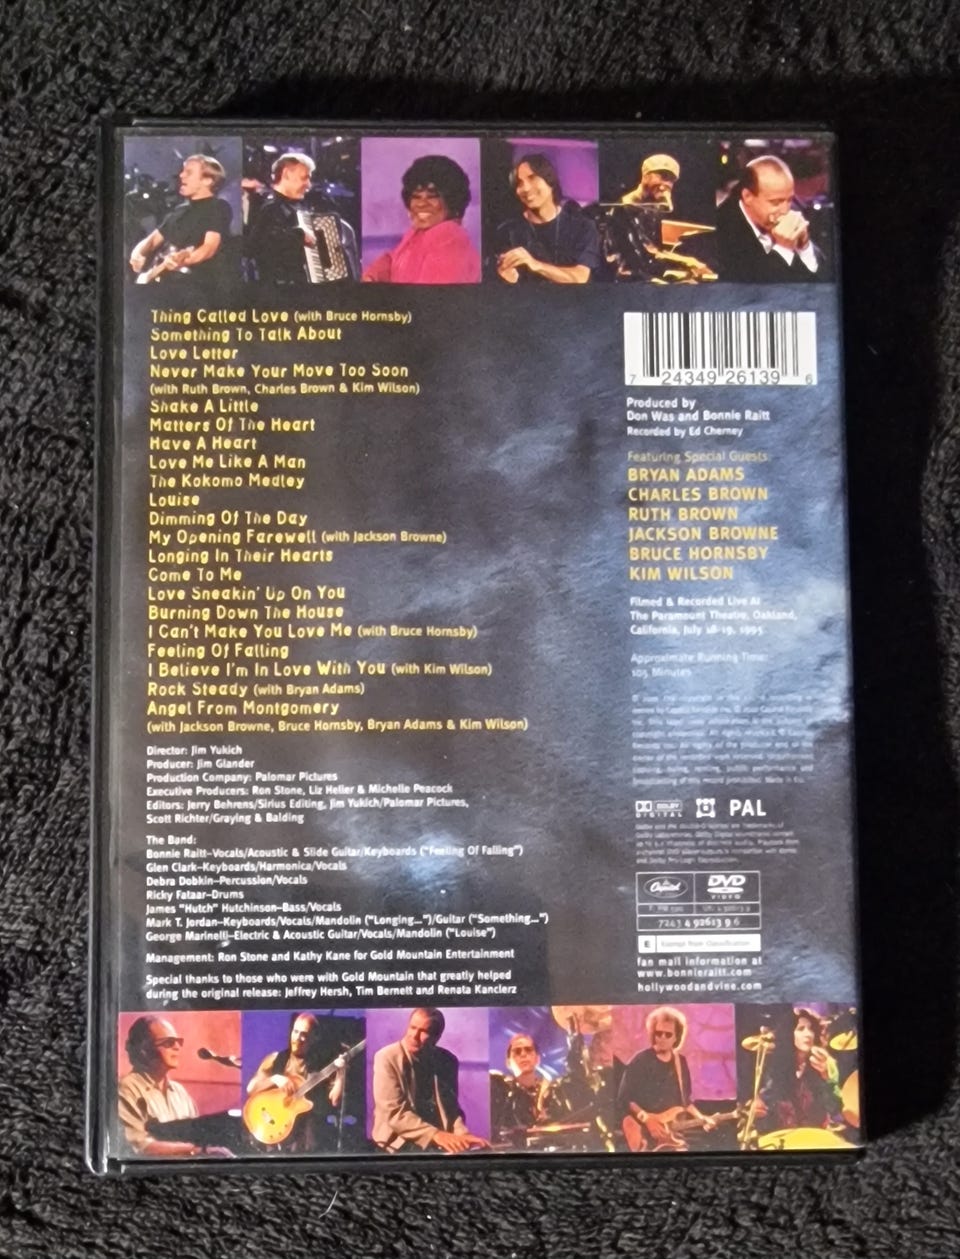 Thing Called Love (with Bruce Hornsby)
Something To Talk About
Love Letter
Never Make Your Move Too Soon
(with Ruth Brown, Charles Brown & Kim Wilson)
Shake A Little
Matters Of The Heart
Have A Heart
Love Me Like A Man
The Kokomo Medley
Louise
Dimming Of The Day
My Opening Farewell (with Jackson Browne)
Longing In Their Hearts
Come To Me
Love Sneakin' Up On You
Burning Down The House
I Can't Make You Love Me (with Bruce Hornsby)
Feeling Of Falling
I Believe I'm In Love With You (with Kim Wilson)
Rock Steady (with Bryan Adams)
Angel From Montgomery
(with Jackson Browne, Bruce Hornsby, Bryan Adams & Kim Wilson)
Director: Jim Yukich
Producer: Jim Glander
Production Company: Palomar Pictures
Executive Producers: Ron Stone, Liz Heller & Michelle Peacock
Editors: Jerry Behrens/Sirius Editing, Jim Yukich/Palomar Pictures,
Scott Richter/Graying & Balding
The Band:
Bonnie Raitt–Vocals/Acoustic & Slide Guitar/Keyboards ("Feeling Of Falling")
Glen Clark–Keyboards/Harmonica/Vocals
Debra Dobkin–Percussion/Vocals
Ricky Fataar–Drums
James "Hutch" Hutchinson–Bass/Vocals
Mark T. Jordan–Keyboards/Vocals/Mandolin ("Longing...")/Guitar ("Something...")
George Marinelli–Electric & Acoustic Guitar/Vocals/Mandolin ("Louise")
Management: Ron Stone and Kathy Kane for Gold Mountain Entertainment
Special thanks to those who were with Gold Mountain that greatly helped
during the original release: Jeffrey Hersh, Tim Bernett and Renata Kanclerz
7 24349 26139 6
Produced by
Don Was and Bonnie Raitt
Recorded by Ed Cherney
Featuring Special Guests:
BRYAN ADAMS
CHARLES BROWN
RUTH BROWN
JACKSON BROWNE
BRUCE HORNSBY
KIM WILSON
Filmed & Recorded Live At
The Paramount Theatre, Oakland,
California, July 18-19, 1995
Approximate Running Time:
105 Minutes
DOLBY
DIGITAL
PAL
Capitol
DVD
VIDEO
7243 4 92613 9 6
E Exempt from Classification
fan mail information at
www.bonnieraitt.com
hollywoodandvine.com